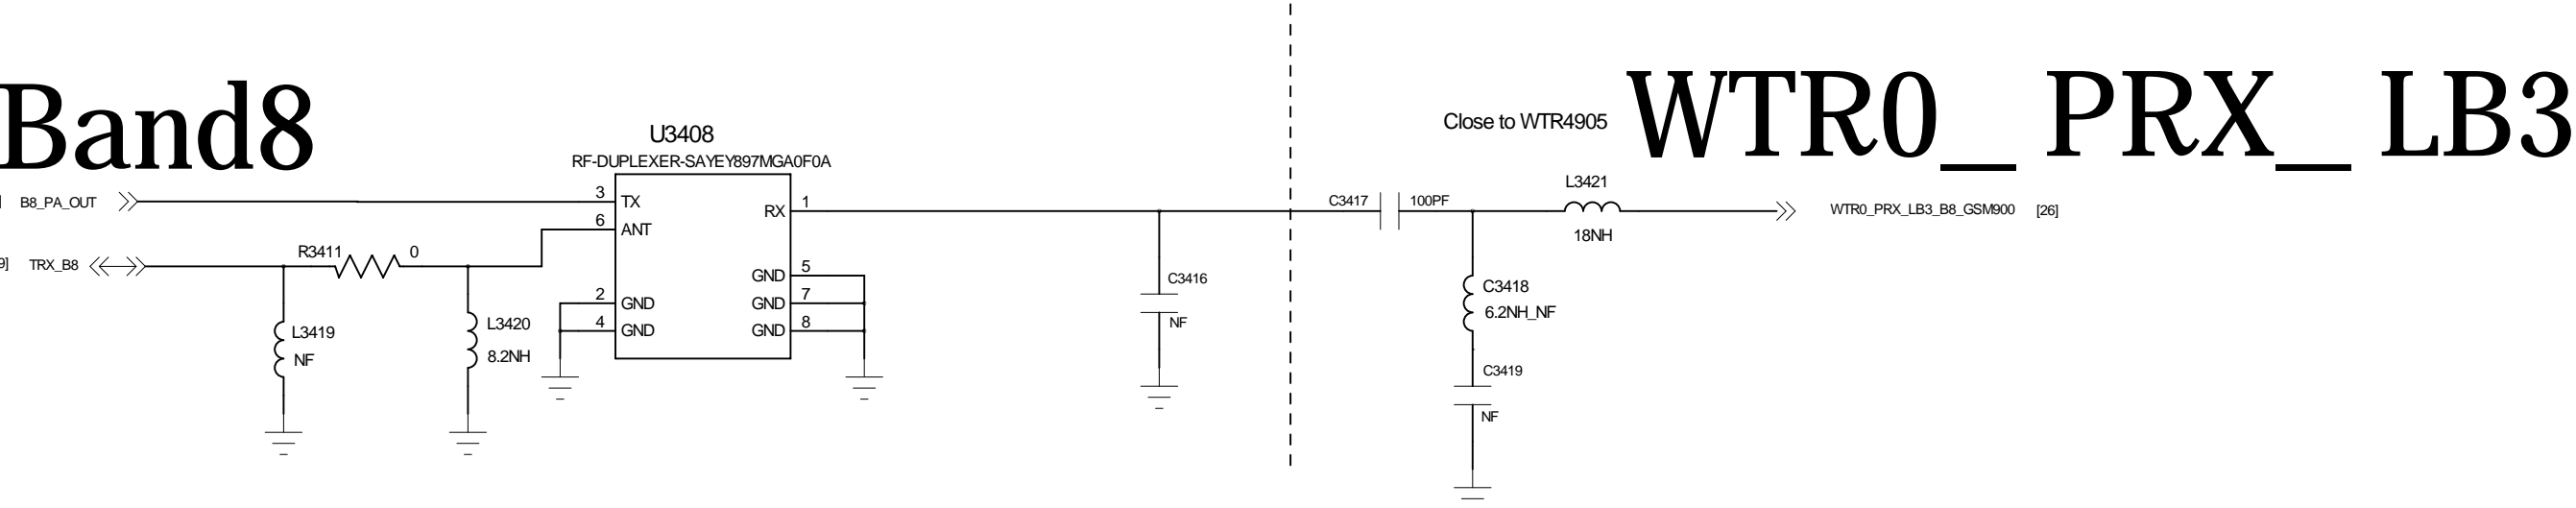 Band8
WTR0_ PRX_ LB3
Close to WTR4905
U3408
RF-DUPLEXER-SAYEY897MGA0F0A
] B8_PA_OUT
3 TX
6 ANT
RX 1
C3417 100PF
L3421
18NH
WTR0_PRX_LB3_B8_GSM900 [26]
9] TRX_B8
R3411 0
2 GND
4 GND
GND 5
GND 7
GND 8
L3419
NF
L3420
8.2NH
C3416
NF
C3418
6.2NH_NF
C3419
NF